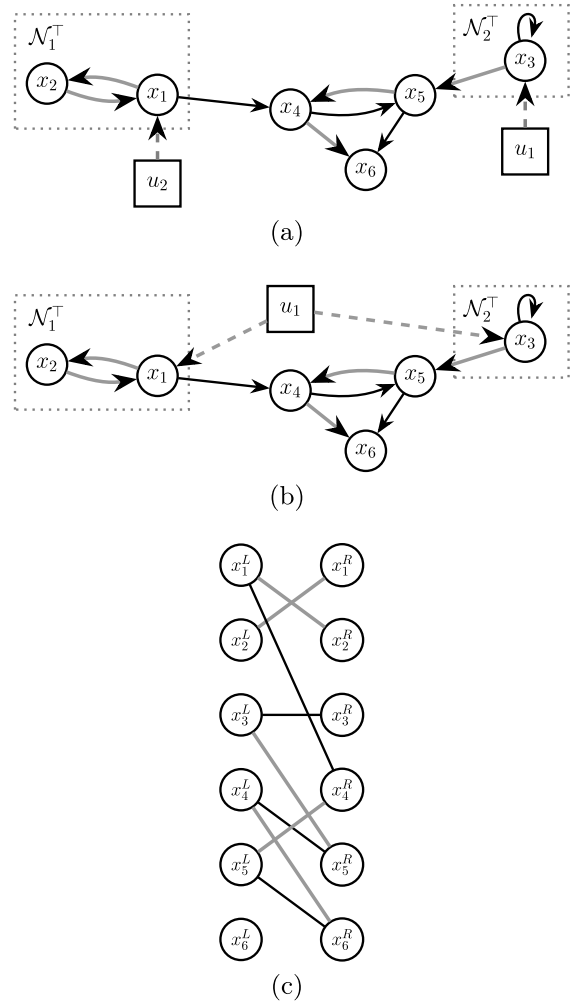 𝒩₁⊤
𝒩₂⊤
x₂
x₁
x₄
x₅
x₃
x₆
u₂
u₁
(a)
u₁
𝒩₁⊤
𝒩₂⊤
x₂
x₁
x₄
x₅
x₃
x₆
(b)
x₁ᴸ x₁ᴿ
x₂ᴸ x₂ᴿ
x₃ᴸ x₃ᴿ
x₄ᴸ x₄ᴿ
x₅ᴸ x₅ᴿ
x₆ᴸ x₆ᴿ
(c)